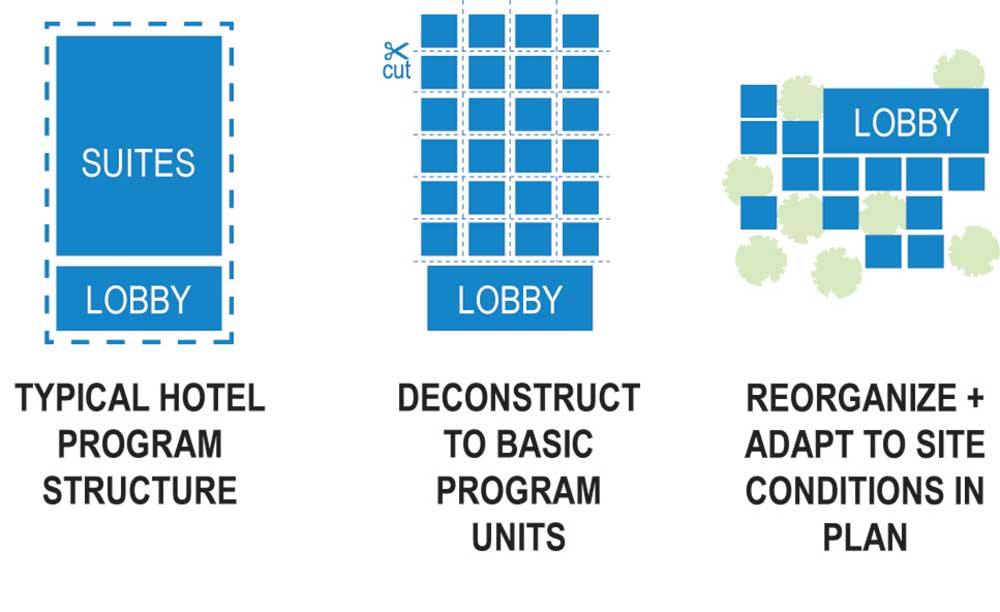 SUITES
LOBBY
TYPICAL HOTEL
PROGRAM
STRUCTURE
cut
LOBBY
DECONSTRUCT
TO BASIC
PROGRAM
UNITS
LOBBY
REORGANIZE +
ADAPT TO SITE
CONDITIONS IN
PLAN